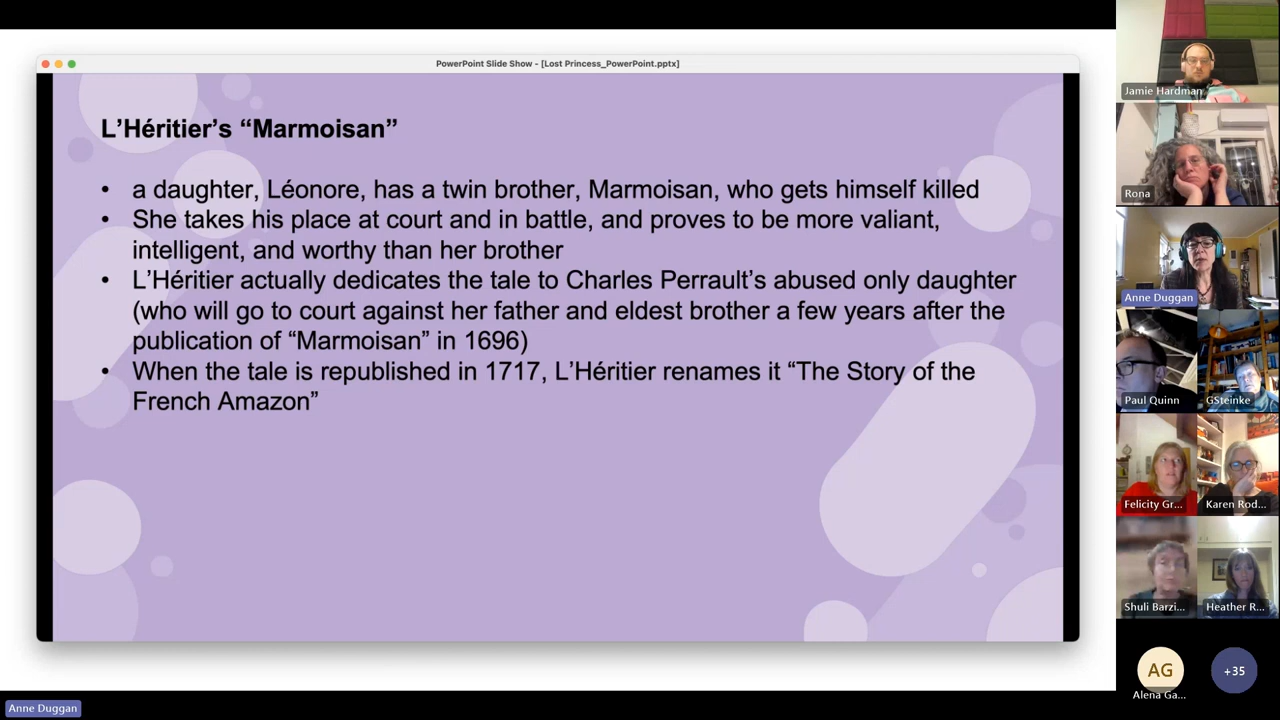 PowerPoint Slide Show - [Lost Princess_PowerPoint.pptx]
L’Héritier’s “Marmoisan”
• a daughter, Léonore, has a twin brother, Marmoisan, who gets himself killed
• She takes his place at court and in battle, and proves to be more valiant,
intelligent, and worthy than her brother
• L’Héritier actually dedicates the tale to Charles Perrault’s abused only daughter
(who will go to court against her father and eldest brother a few years after the
publication of “Marmoisan” in 1696)
• When the tale is republished in 1717, L’Héritier renames it “The Story of the
French Amazon”
Jamie Hardman
Rona
Anne Duggan
Paul Quinn
GSteinke
Felicity Gr...
Karen Rod...
Shuli Barzi...
Heather R...
AG
Alena Ga...
+35
Anne Duggan